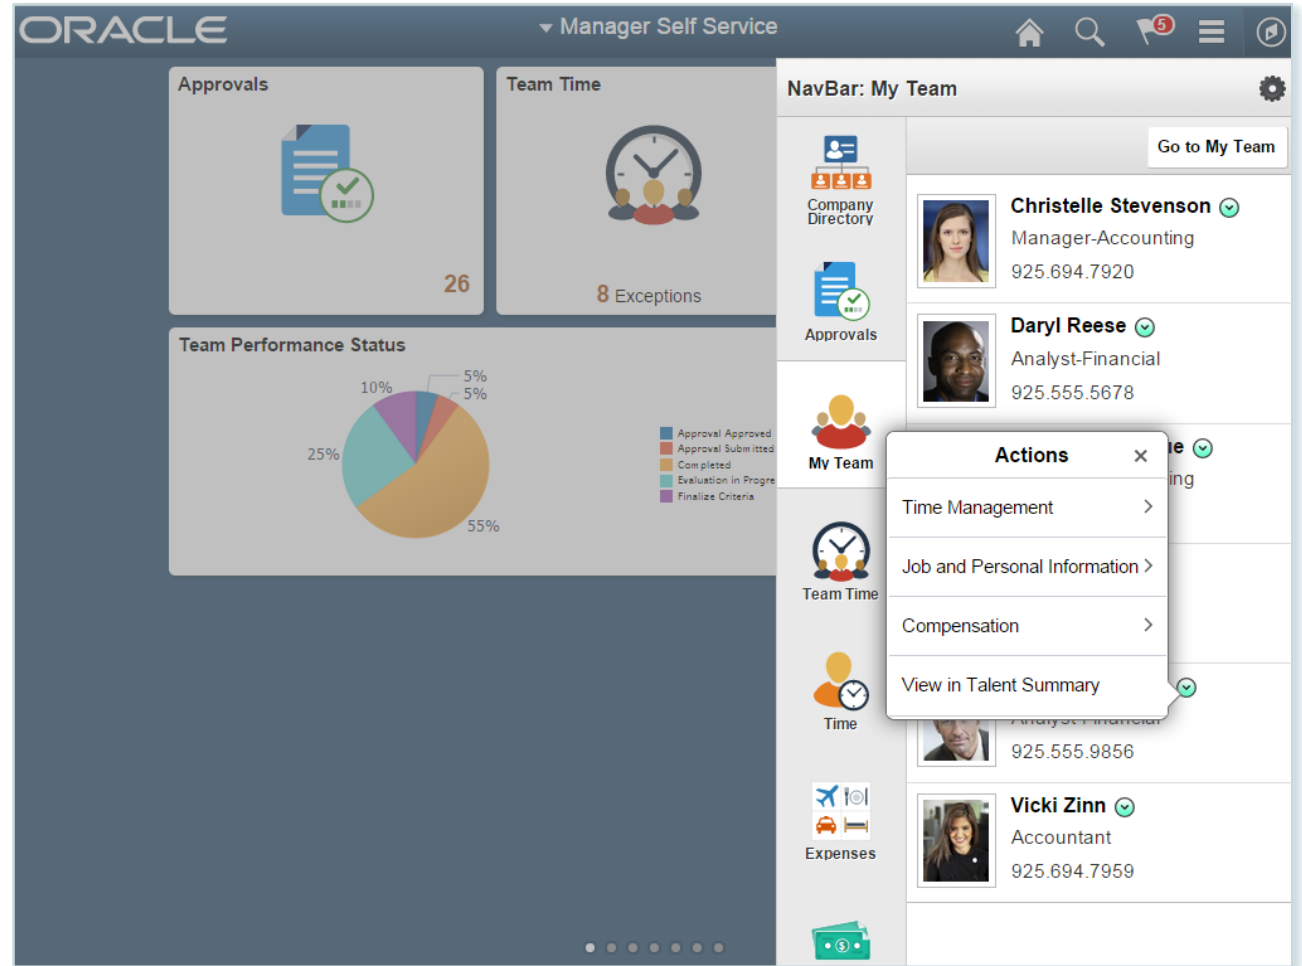 ORACLE
Manager Self Service
5
Approvals
26
Team Time
8 Exceptions
Team Performance Status
5%
5%
10%
25%
55%
Approval Approved
Approval Submitted
Completed
Evaluation in Progre
Finalize Criteria
NavBar: My Team
Company
Directory
Approvals
My Team
Team Time
Time
Expenses
Go to My Team
Christelle Stevenson
Manager-Accounting
925.694.7920
Daryl Reese
Analyst-Financial
925.555.5678
ie
ing
Actions
Time Management
Job and Personal Information
Compensation
View in Talent Summary
Analyst-Financial
925.555.9856
Vicki Zinn
Accountant
925.694.7959